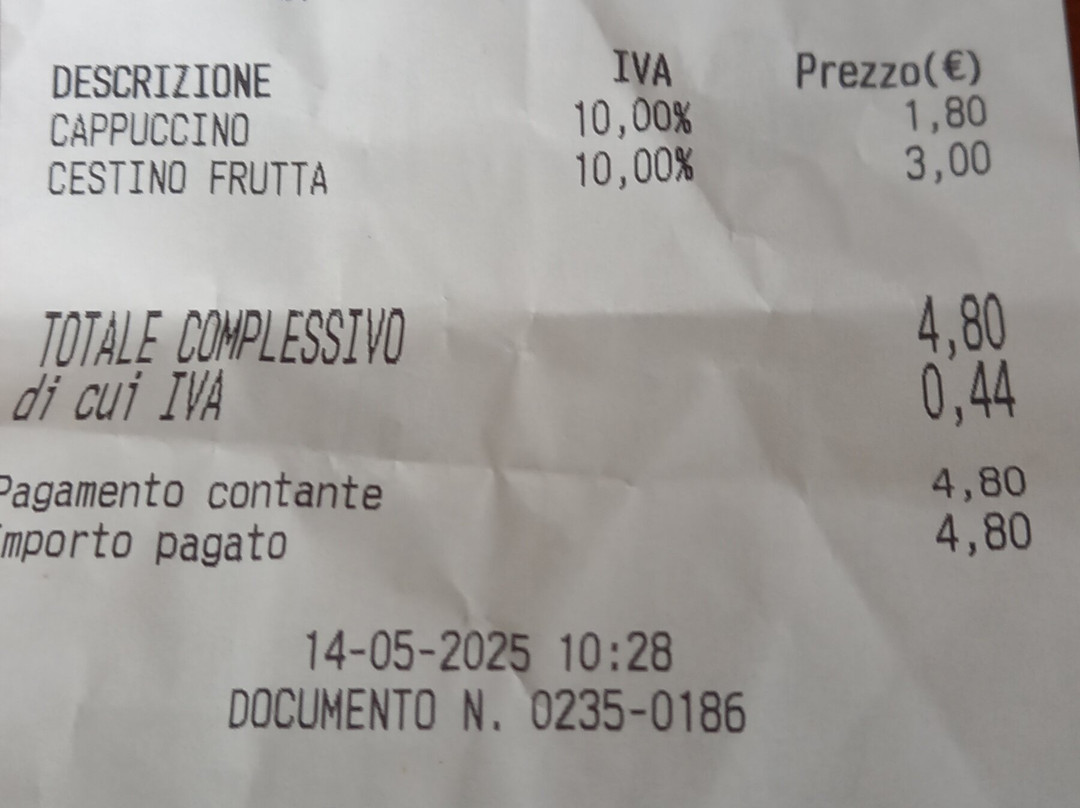 DESCRIZIONE IVA Prezzo(€)
CAPPUCCINO 10,00% 1,80
CESTINO FRUTTA 10,00% 3,00
TOTALE COMPLESSIVO 4,80
di cui IVA 0,44
Pagamento contante 4,80
mporto pagato 4,80
14-05-2025 10:28
DOCUMENTO N. 0235-0186